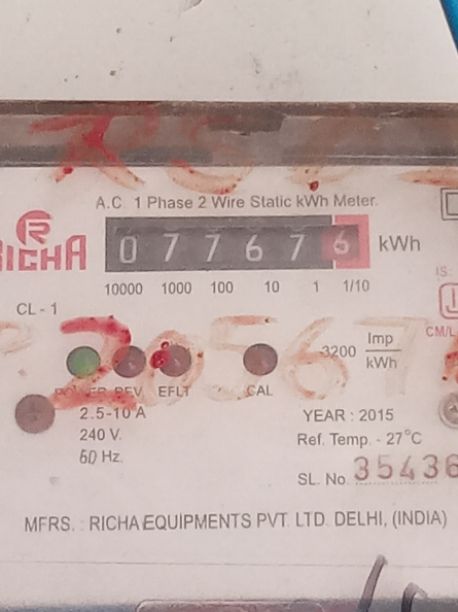 A.C 1 Phase 2 Wire Static kWh Meter.
RICHA
0 7 7 6 7 6 kWh
10000 1000 100 10 1 1/10
IS:
CL - 1
CM/L
3200 Imp/kWh
REV EFLT CAL
2.5-10 A
240 V.
50 Hz.
YEAR : 2015
Ref. Temp. - 27°C
SL. No. 35436
MFRS. : RICHA EQUIPMENTS PVT. LTD. DELHI, (INDIA)